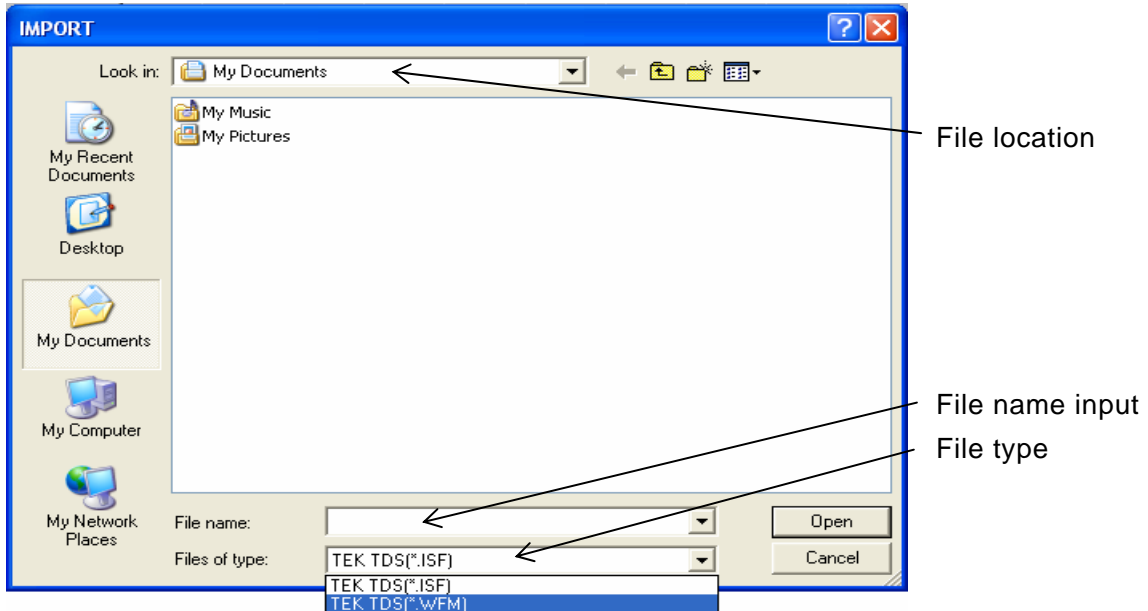 IMPORT
Look in: My Documents
My Music
My Pictures
File location
My Recent
Documents
Desktop
My Documents
My Computer
My Network
Places
File name input
File type
File name:
Open
Files of type: TEK TDS(*.ISF)
Cancel
TEK TDS(*.ISF)
TEK TDS(*.WFM)